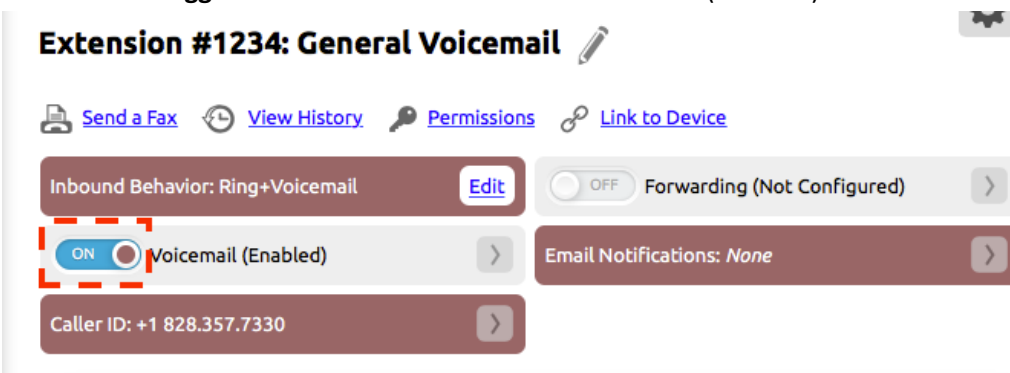 Extension #1234: General Voicemail
Send a Fax View History Permissions Link to Device
Inbound Behavior: Ring+Voicemail Edit OFF Forwarding (Not Configured)
ON Voicemail (Enabled) Email Notifications: None
Caller ID: +1 828.357.7330